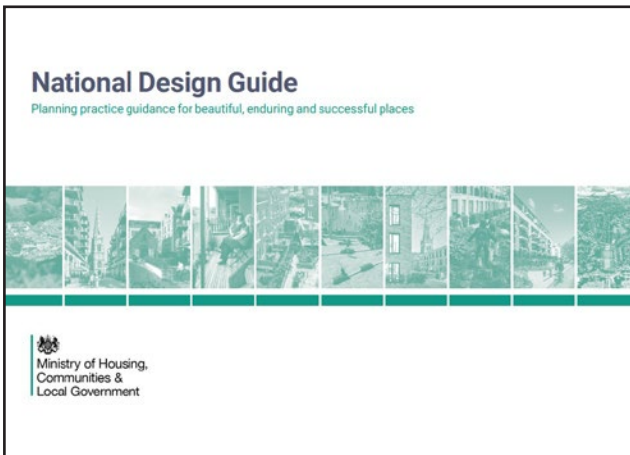 National Design Guide
Planning practice guidance for beautiful, enduring and successful places
Ministry of Housing,
Communities &
Local Government